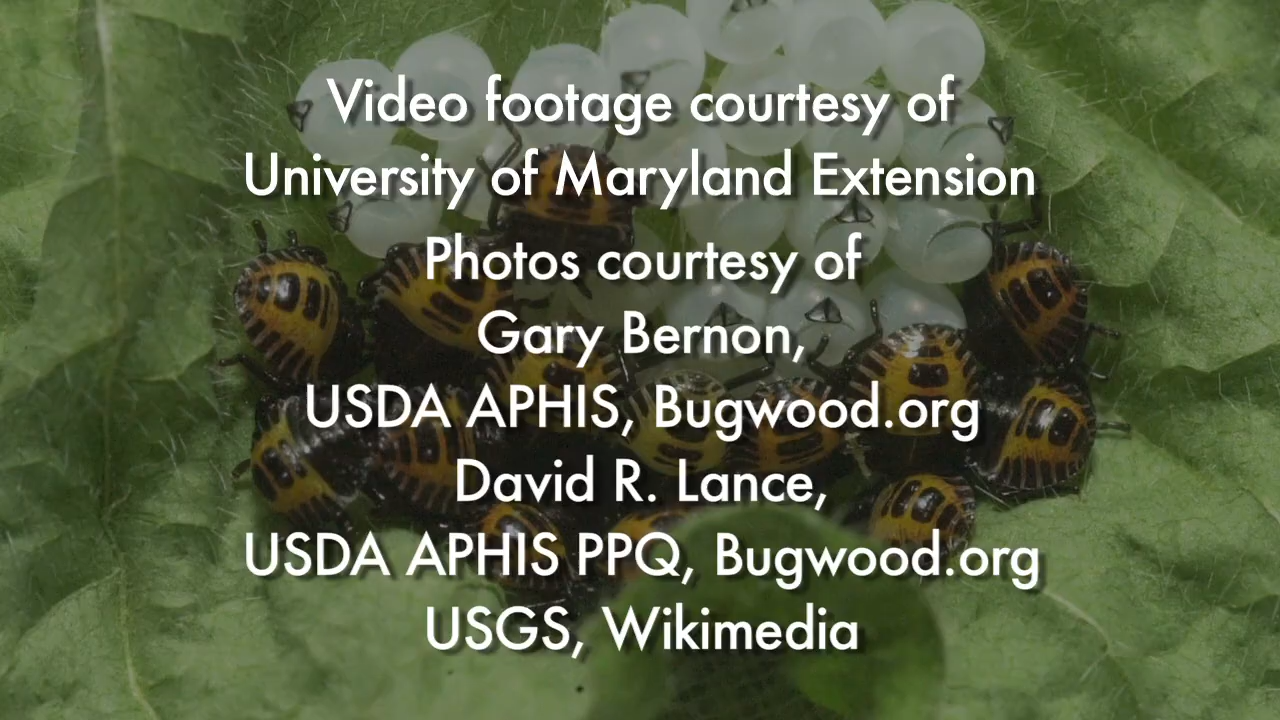 Video footage courtesy of
University of Maryland Extension
Photos courtesy of
Gary Bernon,
USDA APHIS, Bugwood.org
David R. Lance,
USDA APHIS PPQ, Bugwood.org
USGS, Wikimedia